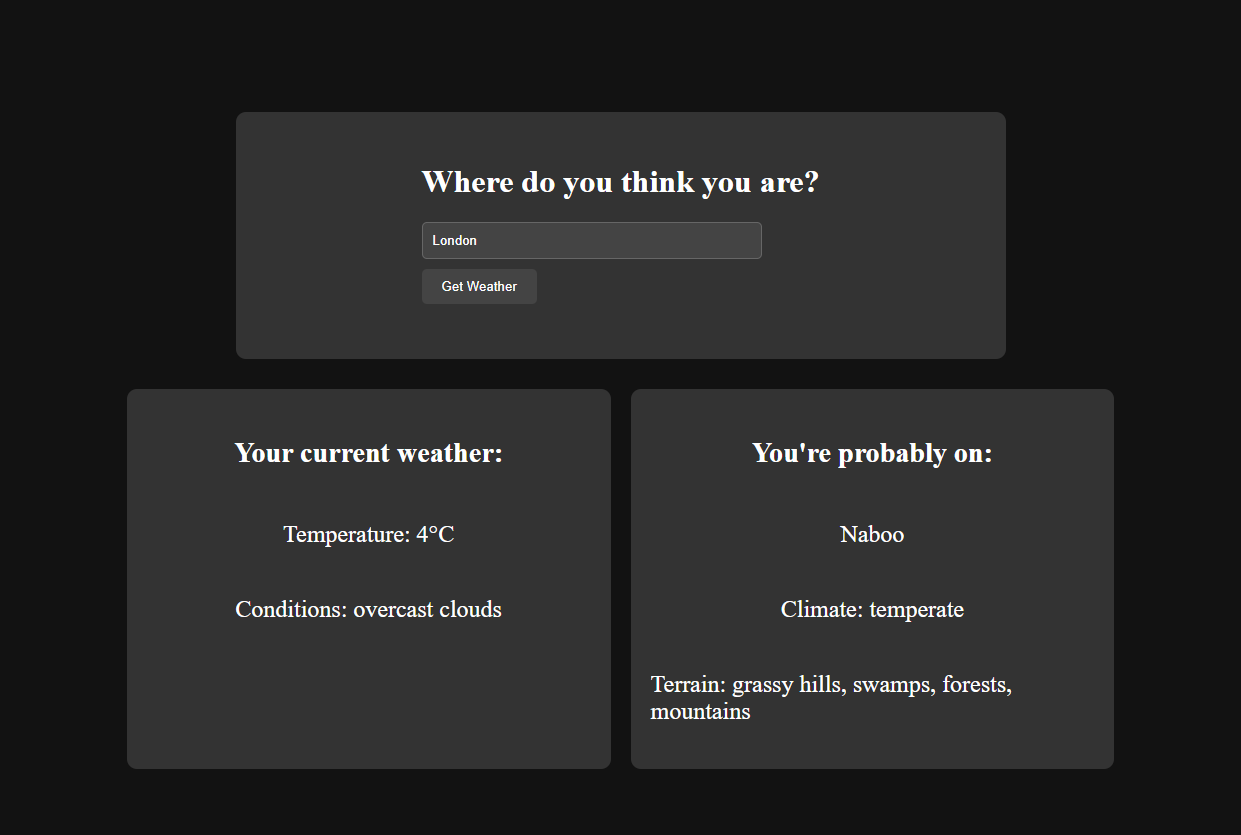 Where do you think you are?
London
Get Weather
Your current weather:
Temperature: 4°C
Conditions: overcast clouds
You're probably on:
Naboo
Climate: temperate
Terrain: grassy hills, swamps, forests,
mountains